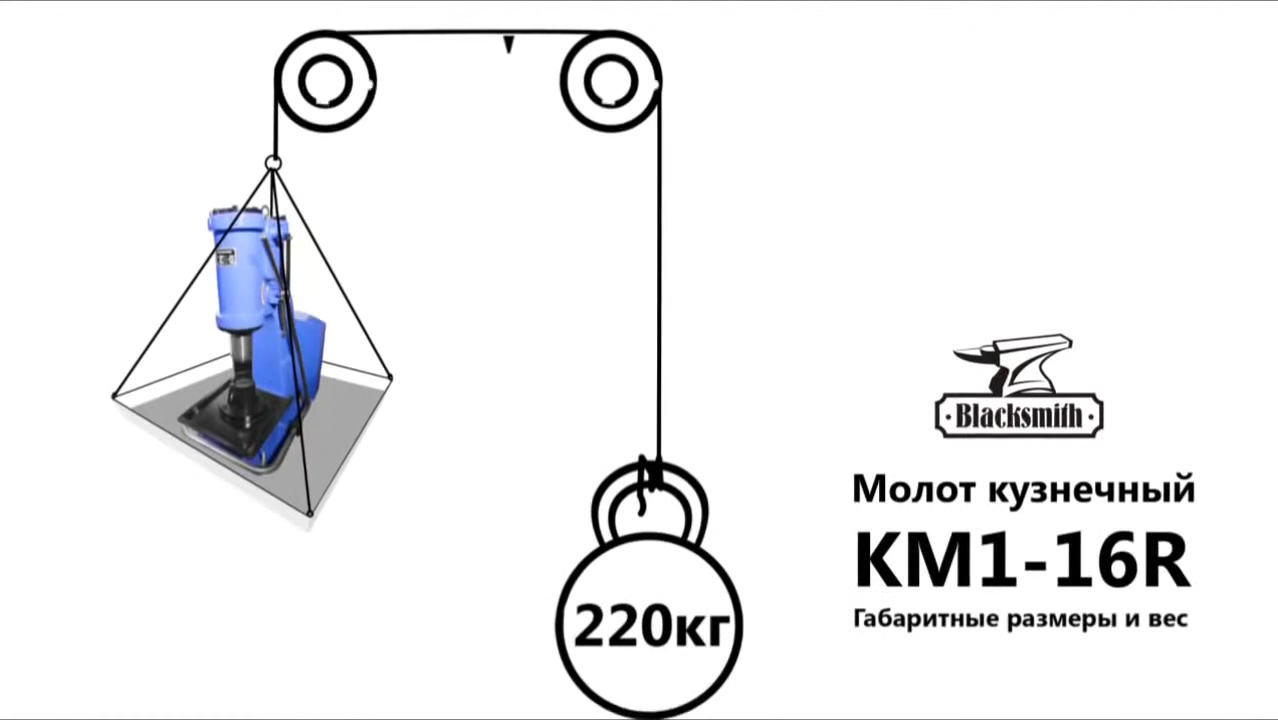 220кг
·Blacksmith·
Молот кузнечный
КМ1-16R
Габаритные размеры и вес